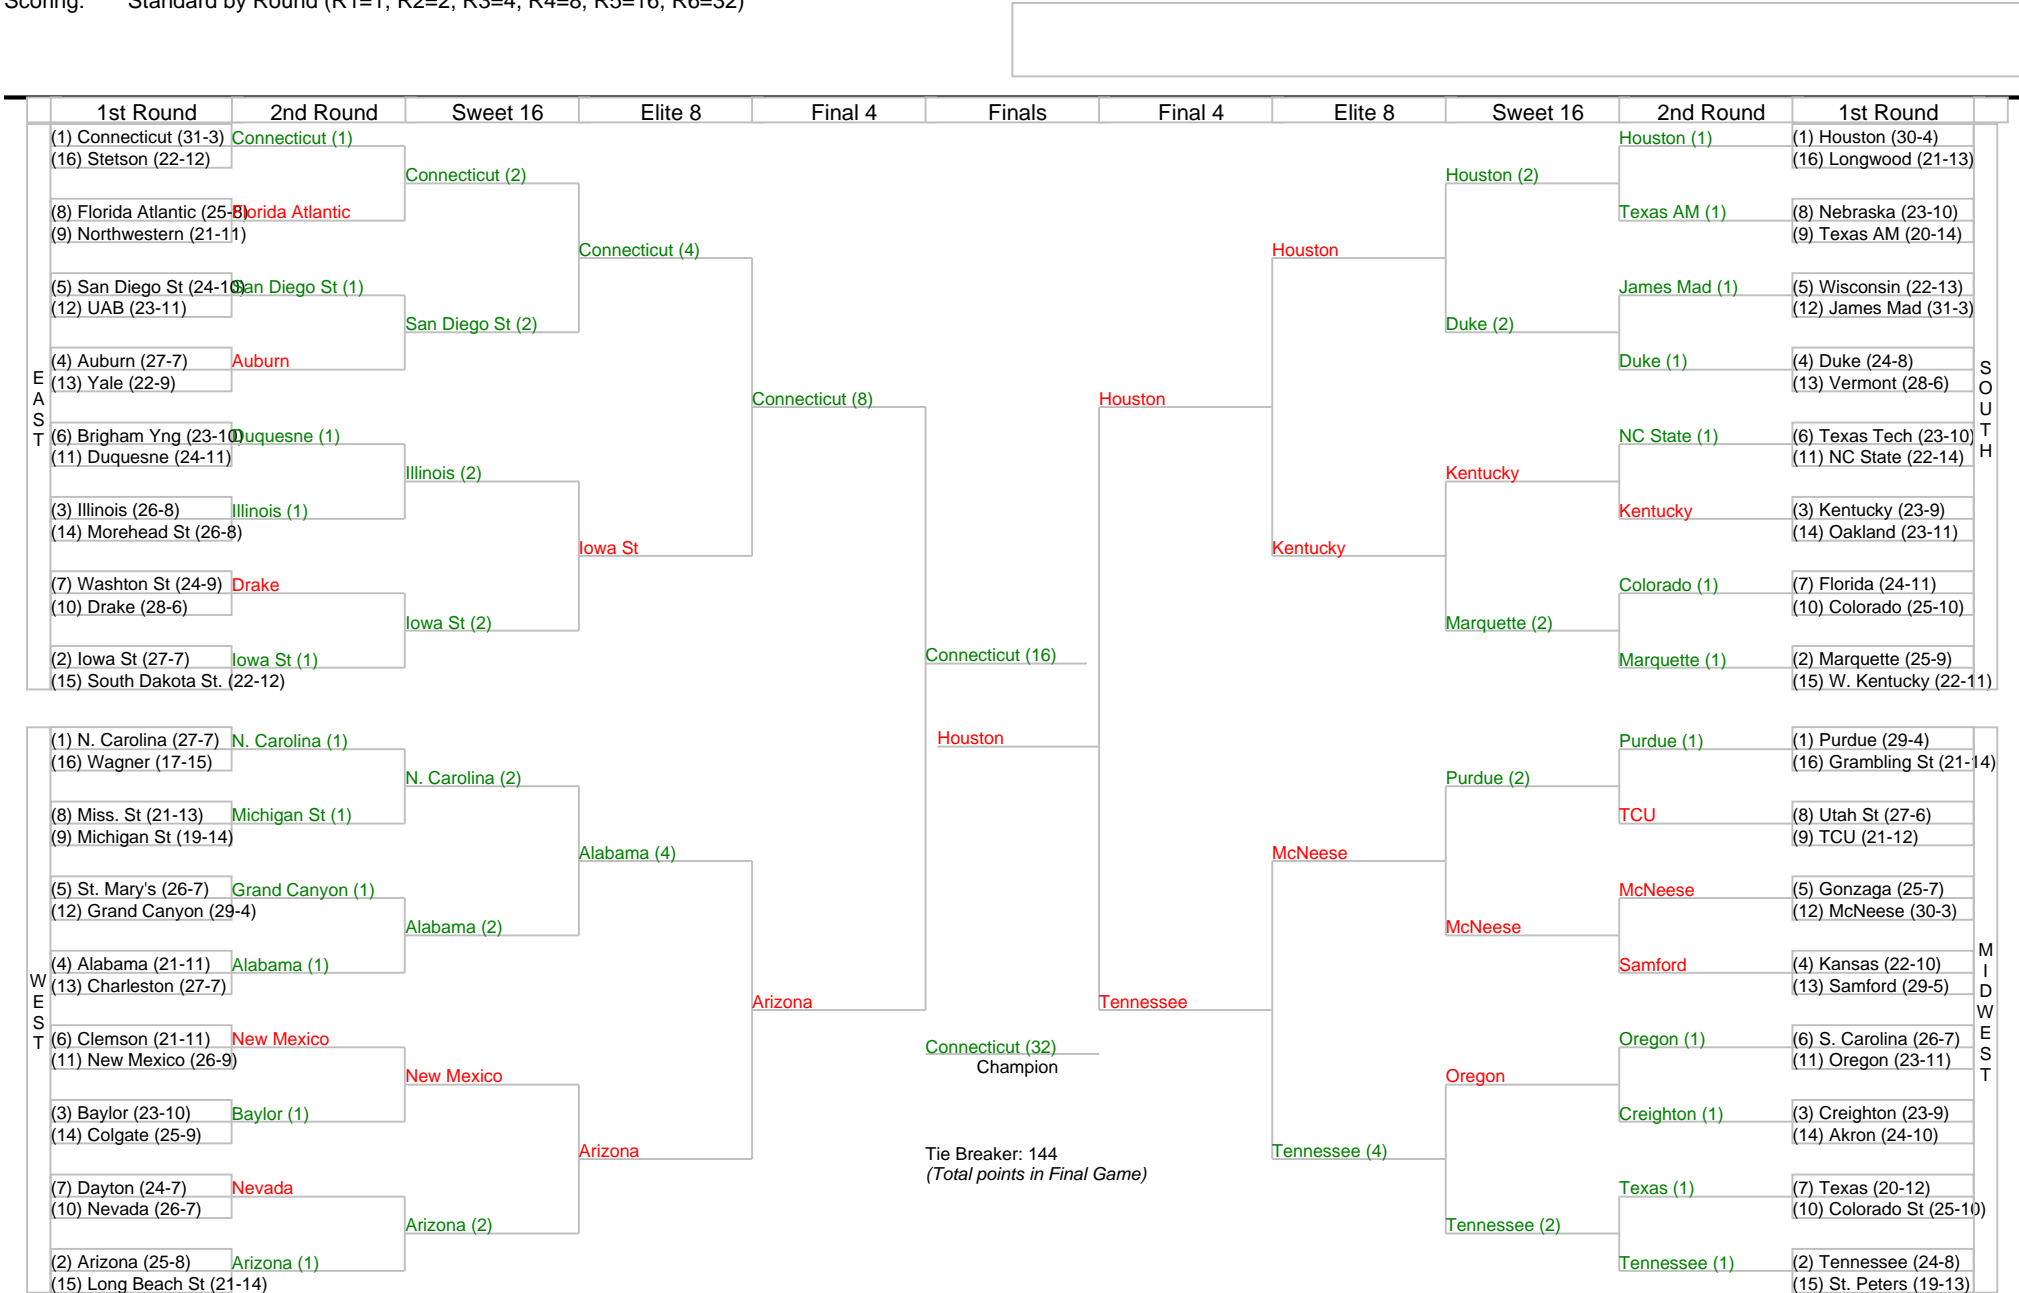 Scoring: Standard by Round (R1=1, R2=2, R3=4, R4=8, R5=16, R6=32)
1st Round 2nd Round Sweet 16 Elite 8 Final 4 Finals Final 4 Elite 8 Sweet 16 2nd Round 1st Round
EAST
(1) Connecticut (31-3)
(16) Stetson (22-12)
(8) Florida Atlantic (25-8)
(9) Northwestern (21-11)
(5) San Diego St (24-10)
(12) UAB (23-11)
(4) Auburn (27-7)
(13) Yale (22-9)
(6) Brigham Yng (23-10)
(11) Duquesne (24-11)
(3) Illinois (26-8)
(14) Morehead St (26-8)
(7) Washton St (24-9)
(10) Drake (28-6)
(2) Iowa St (27-7)
(15) South Dakota St. (22-12)
Connecticut (1)
Florida Atlantic
San Diego St (1)
Auburn
Duquesne (1)
Illinois (1)
Drake
Iowa St (1)
Connecticut (2)
San Diego St (2)
Illinois (2)
Iowa St (2)
Connecticut (4)
Iowa St
Connecticut (8)
WEST
(1) N. Carolina (27-7)
(16) Wagner (17-15)
(8) Miss. St (21-13)
(9) Michigan St (19-14)
(5) St. Mary's (26-7)
(12) Grand Canyon (29-4)
(4) Alabama (21-11)
(13) Charleston (27-7)
(6) Clemson (21-11)
(11) New Mexico (26-9)
(3) Baylor (23-10)
(14) Colgate (25-9)
(7) Dayton (24-7)
(10) Nevada (26-7)
(2) Arizona (25-8)
(15) Long Beach St (21-14)
N. Carolina (1)
Michigan St (1)
Grand Canyon (1)
Alabama (1)
New Mexico
Baylor (1)
Nevada
Arizona (1)
N. Carolina (2)
Alabama (2)
New Mexico
Arizona (2)
Alabama (4)
Arizona
Arizona
Connecticut (16)
Houston
Connecticut (32)
Champion
Tie Breaker: 144
(Total points in Final Game)
Houston
Tennessee
Houston
Kentucky
Houston (2)
Duke (2)
Kentucky
Marquette (2)
Houston (1)
Texas AM (1)
James Mad (1)
Duke (1)
NC State (1)
Kentucky
Colorado (1)
Marquette (1)
(1) Houston (30-4)
(16) Longwood (21-13)
(8) Nebraska (23-10)
(9) Texas AM (20-14)
(5) Wisconsin (22-13)
(12) James Mad (31-3)
(4) Duke (24-8)
(13) Vermont (28-6)
(6) Texas Tech (23-10)
(11) NC State (22-14)
(3) Kentucky (23-9)
(14) Oakland (23-11)
(7) Florida (24-11)
(10) Colorado (25-10)
(2) Marquette (25-9)
(15) W. Kentucky (22-11)
SOUTH
McNeese
Tennessee (4)
Purdue (2)
McNeese
Oregon
Tennessee (2)
Purdue (1)
TCU
McNeese
Samford
Oregon (1)
Creighton (1)
Texas (1)
Tennessee (1)
(1) Purdue (29-4)
(16) Grambling St (21-14)
(8) Utah St (27-6)
(9) TCU (21-12)
(5) Gonzaga (25-7)
(12) McNeese (30-3)
(4) Kansas (22-10)
(13) Samford (29-5)
(6) S. Carolina (26-7)
(11) Oregon (23-11)
(3) Creighton (23-9)
(14) Akron (24-10)
(7) Texas (20-12)
(10) Colorado St (25-10)
(2) Tennessee (24-8)
(15) St. Peters (19-13)
MIDWEST